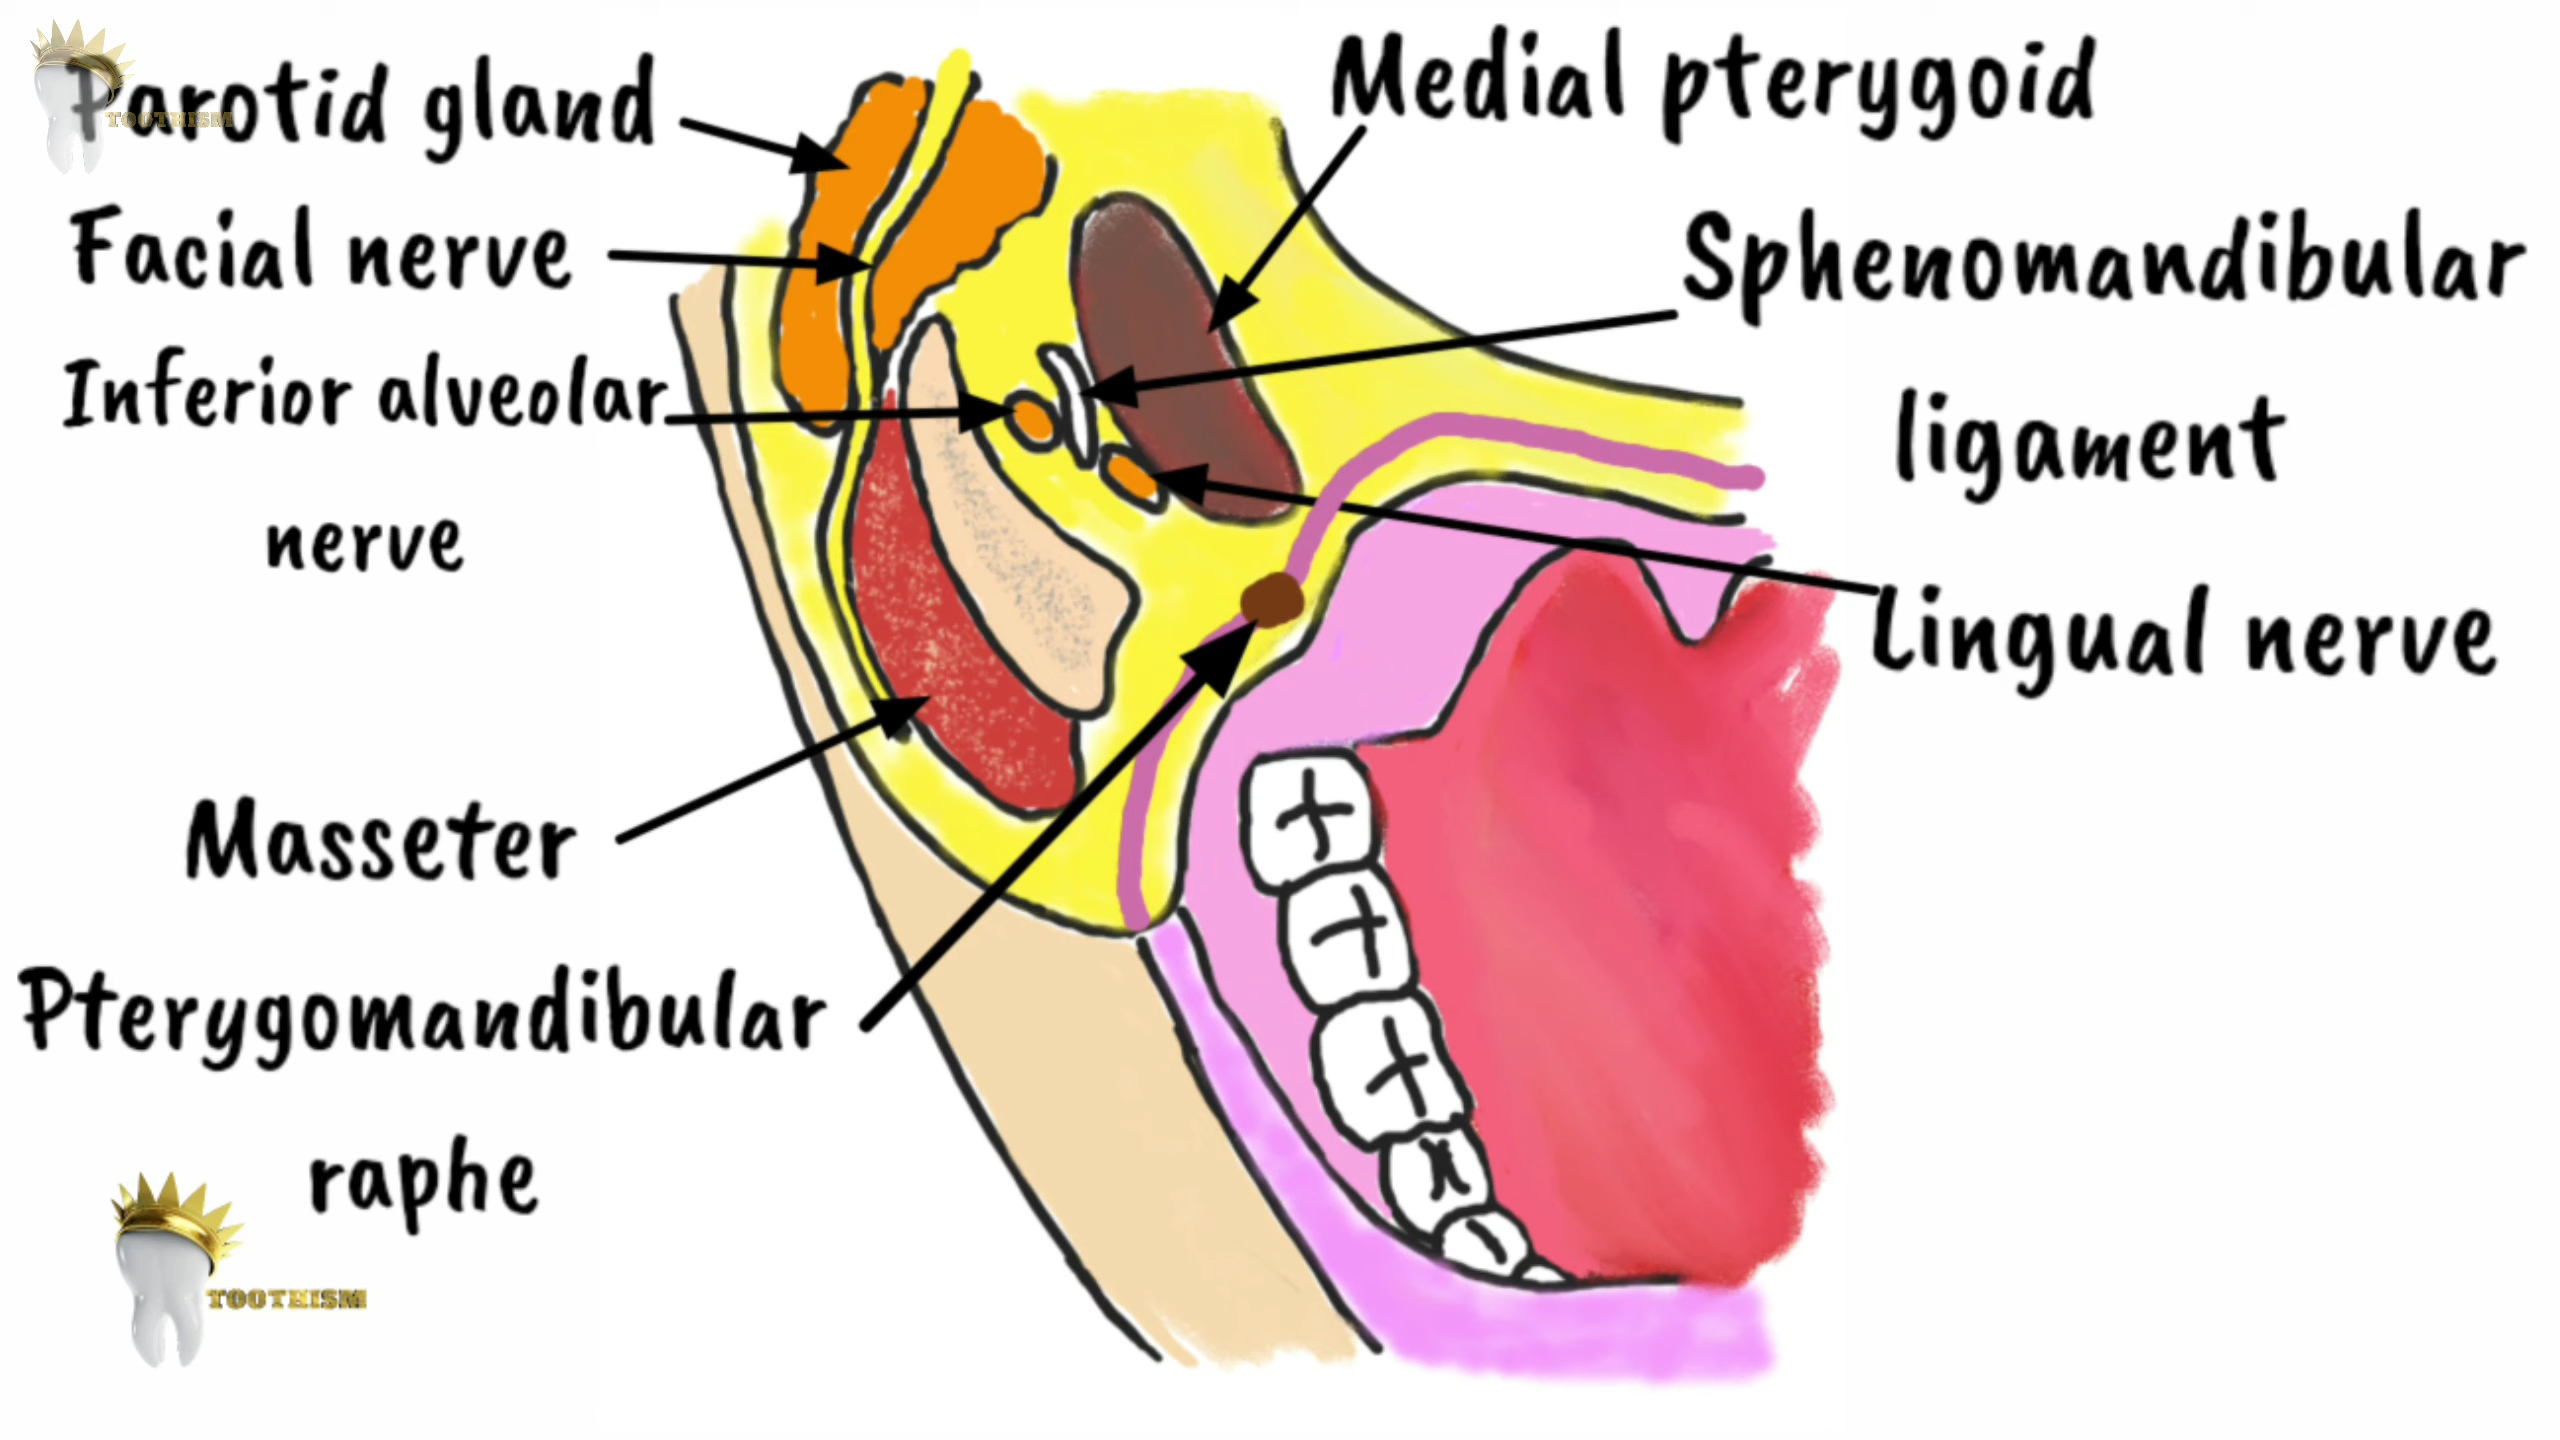 Parotid gland
TOOTHISM
Facial nerve
Inferior alveolar
nerve
Masseter
Pterygomandibular
raphe
TOOTHISM
Medial pterygoid
Sphenomandibular
ligament
Lingual nerve